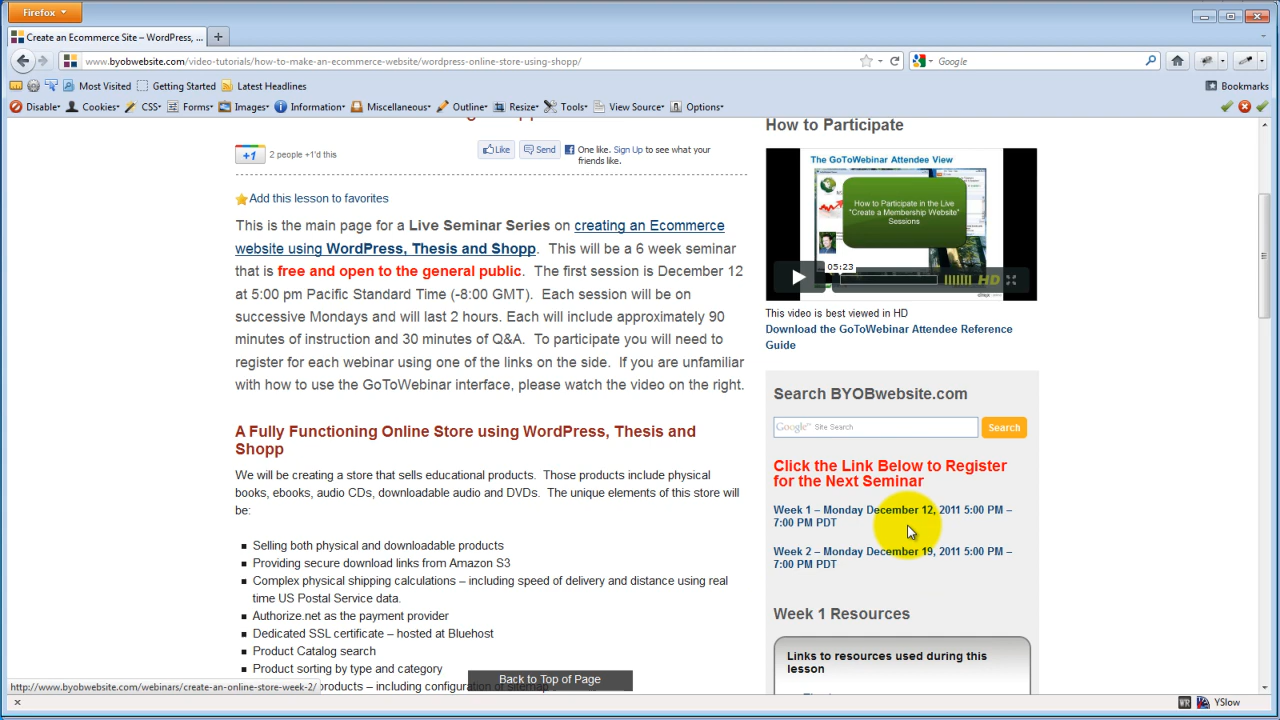 Firefox
Create an Ecommerce Site – WordPress, ...
www.byobwebsite.com/video-tutorials/how-to-make-an-ecommerce-website/wordpress-online-store-using-shopp/
Google
Most Visited
Getting Started
Latest Headlines
Bookmarks
Disable
Cookies
CSS
Forms
Images
Information
Miscellaneous
Outline
Resize
Tools
View Source
Options
+1
2 people +1'd this
Like
Send
One like. Sign Up to see what your
friends like.
Add this lesson to favorites
This is the main page for a Live Seminar Series on creating an Ecommerce
website using WordPress, Thesis and Shopp. This will be a 6 week seminar
that is free and open to the general public. The first session is December 12
at 5:00 pm Pacific Standard Time (-8:00 GMT). Each session will be on
successive Mondays and will last 2 hours. Each will include approximately 90
minutes of instruction and 30 minutes of Q&A. To participate you will need to
register for each webinar using one of the links on the side. If you are unfamiliar
with how to use the GoToWebinar interface, please watch the video on the right.
A Fully Functioning Online Store using WordPress, Thesis and
Shopp
We will be creating a store that sells educational products. Those products include physical
books, ebooks, audio CDs, downloadable audio and DVDs. The unique elements of this store will
be:
Selling both physical and downloadable products
Providing secure download links from Amazon S3
Complex physical shipping calculations – including speed of delivery and distance using real
time US Postal Service data.
Authorize.net as the payment provider
Dedicated SSL certificate – hosted at Bluehost
Product Catalog search
Product sorting by type and category
products – including configuration of sitemap
Back to Top of Page
http://www.byobwebsite.com/webinars/create-an-online-store-week-2/
How to Participate
The GoToWebinar Attendee View
How to Participate in the Live
"Create a Membership Website"
Sessions
05:23
HD
This video is best viewed in HD
Download the GoToWebinar Attendee Reference
Guide
Search BYOBwebsite.com
Google Site Search
Search
Click the Link Below to Register
for the Next Seminar
Week 1 – Monday December 12, 2011 5:00 PM –
7:00 PM PDT
Week 2 – Monday December 19, 2011 5:00 PM –
7:00 PM PDT
Week 1 Resources
Links to resources used during this
lesson
WR
YSlow